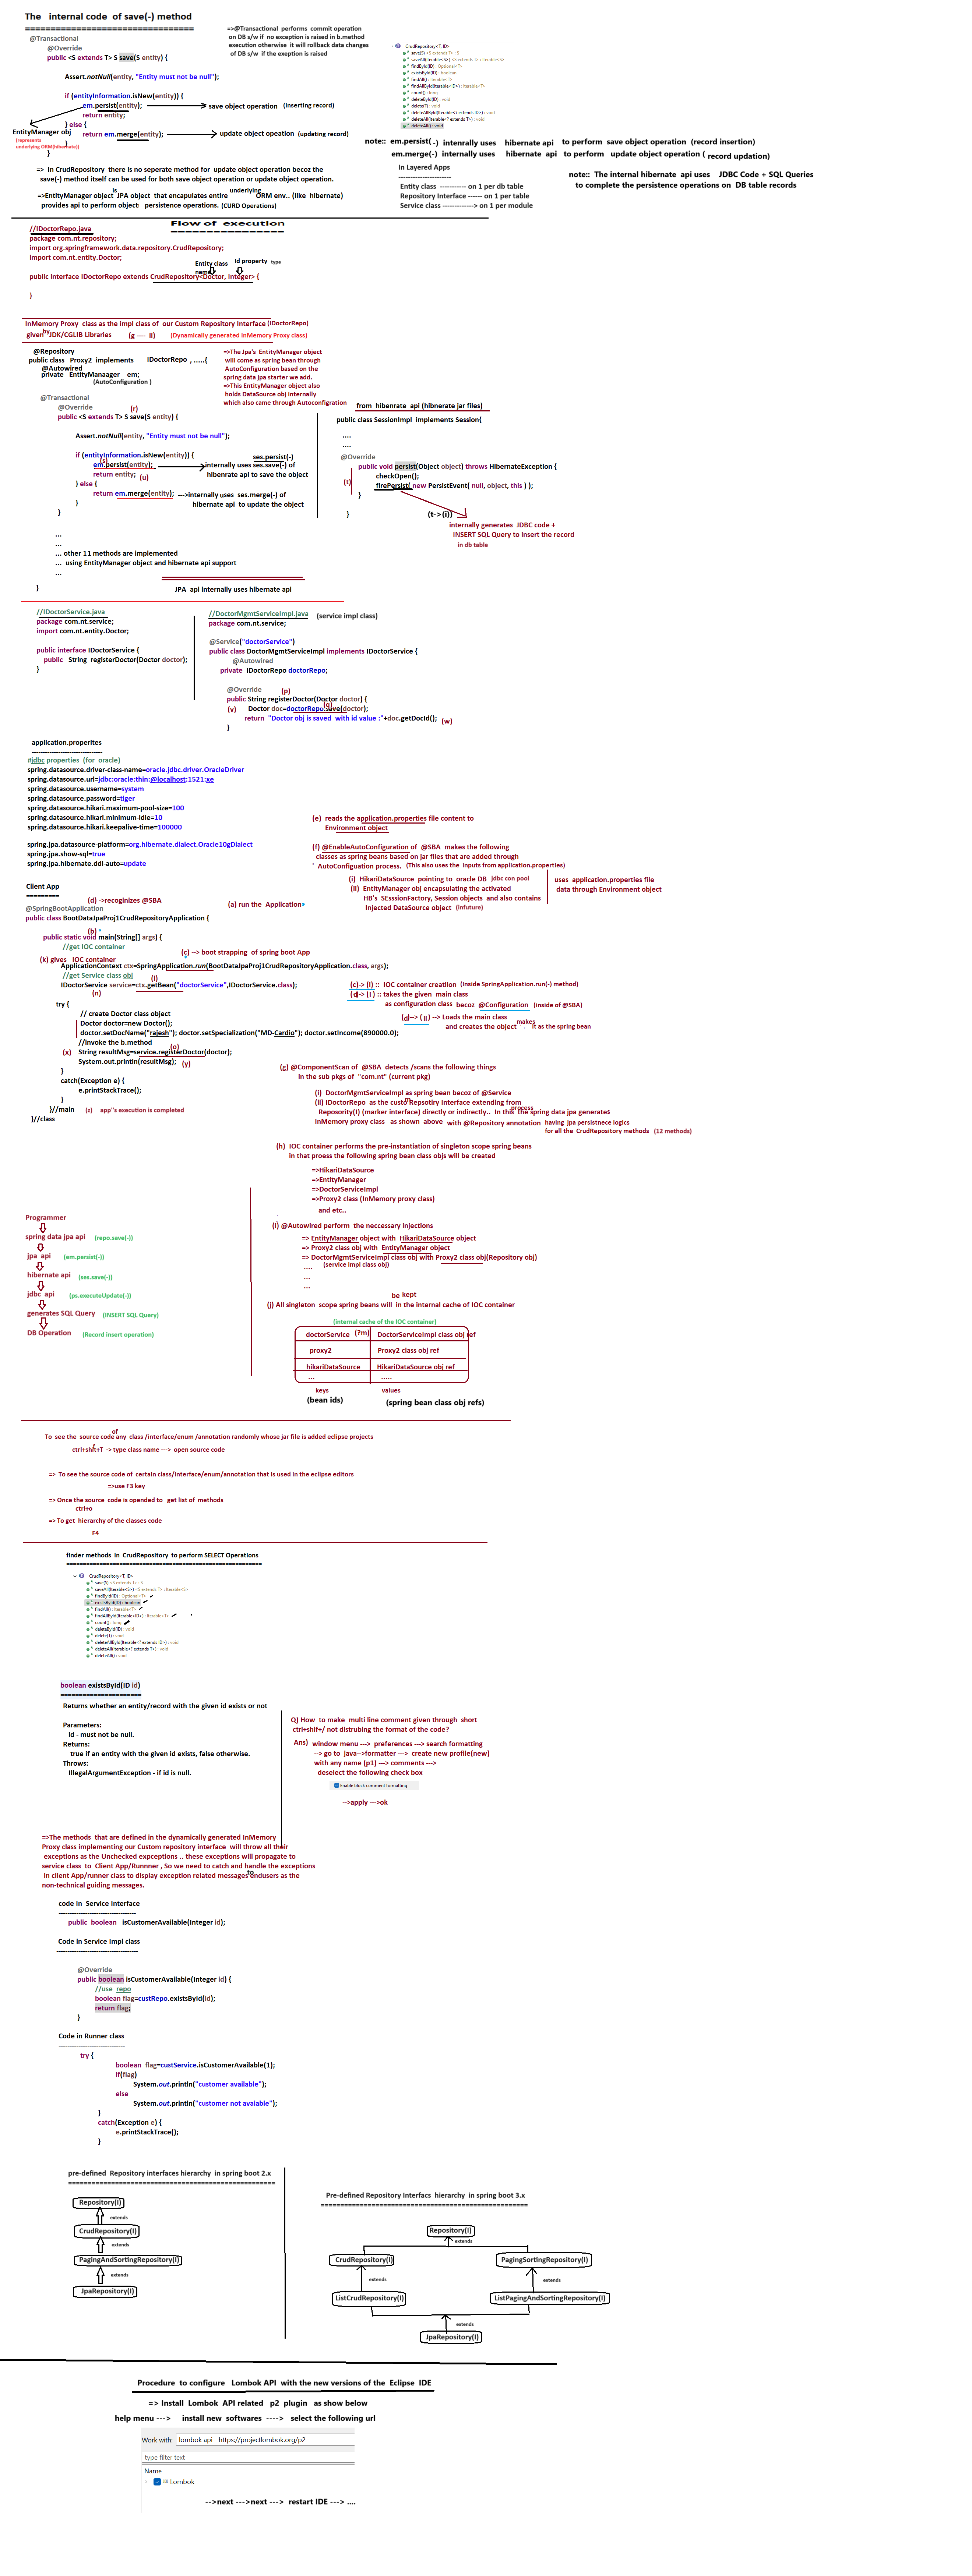 The internal code of save(-) method
=================================
@Transactional
@Override
public <S extends T> S save(S entity) {
Assert.notNull(entity, "Entity must not be null");
if (entityInformation.isNew(entity)) {
em.persist(entity); save object operation (inserting record)
EntityManager obj
(represents
underlying ORM(hibernate))
} else {
return em.merge(entity); update object opeation (updating record)
}
}
=>@Transactional performs commit operation
on DB s/w if no exception is raised in b.method
execution otherwise it will rollback data changes
of DB s/w if the exeption is raised
CrudRepository<T, ID>
save(S) <S extends T> : S
saveAll(Iterable<S>) <S extends T> : Iterable<S>
findById(ID) : Optional<T>
existsById(ID) : boolean
findAll() : Iterable<T>
findAllById(Iterable<ID>) : Iterable<T>
count() : long
deleteById(ID) : void
delete(T) : void
deleteAllById(Iterable<? extends ID>) : void
deleteAll(Iterable<? extends T>) : void
deleteAll() : void
note:: em.persist(-) internally uses hibernate api to perform save object operation (record insertion)
em.merge(-) internally uses hibernate api to perform update object operation ( record updation)
note:: The internal hibernate api uses JDBC Code + SQL Queries
to complete the persistence operations on DB table records
In Layered Apps
----------------------
Entity class ----------- on 1 per db table
Repository Interface ------ on 1 per table
Service class -------------> on 1 per module
=> In CrudRepository there is no seperate method for update object operation becoz the
save(-) method itself can be used for both save object operation or update object operation.
=>EntityManager object is JPA object that encapsulates entire underlying ORM env.. (like hibernate)
provides api to perform object persistence operations. (CURD Operations)
Flow of execution
================
//IDoctorRepo.java
package com.nt.repository;
import org.springframework.data.repository.CrudRepository;
import com.nt.entity.Doctor;
Entity class name
Id property type
public interface IDoctorRepo extends CrudRepository<Doctor, Integer> {
}
InMemory Proxy class as the impl class of our Custom Repository Interface (IDoctorRepo)
given by JDK/CGLIB Libraries (g ---- ii) (Dynamically generated InMemory Proxy class)
@Repository
public class Proxy2 implements IDoctorRepo , .....{
@Autowired
private EntityManaager em;
(AutoConfiguration )
=>The Jpa's EntityManager object
will come as spring bean through
AutoConfiguration based on the
spring data jpa starter we add.
=>This EntityManager object also
holds DataSource obj internally
which also came through Autoconfigration
@Transactional
@Override (r)
public <S extends T> S save(S entity) {
Assert.notNull(entity, "Entity must not be null");
if (entityInformation.isNew(entity)) {
(s) ses.persist(-)
em.persist(entity); internally uses ses.save(-) of
return entity; (u) hibenrate api to save the object
} else {
return em.merge(entity); --->internally uses ses.merge(-) of
} hibernate api to update the object
}
from hibenrate api (hibnerate jar files)
public class SessionImpl implements Session{
....
....
@Override
public void persist(Object object) throws HibernateException {
checkOpen();
(t) firePersist( new PersistEvent( null, object, this ) );
}
} (t->(i))
internally generates JDBC code +
INSERT SQL Query to insert the record
in db table
...
...
... other 11 methods are implemented
... using EntityManager object and hibernate api support
...
} JPA api internally uses hibernate api
//IDoctorService.java
package com.nt.service;
import com.nt.entity.Doctor;
public interface IDoctorService {
public String registerDoctor(Doctor doctor);
}
//DoctorMgmtServiceImpl.java (service impl class)
package com.nt.service;
@Service("doctorService")
public class DoctorMgmtServiceImpl implements IDoctorService {
@Autowired
private IDoctorRepo doctorRepo;
@Override (p)
public String registerDoctor(Doctor doctor) {
(q)
(v) Doctor doc=doctorRepo.save(doctor);
return "Doctor obj is saved with id value :"+doc.getDocId(); (w)
}
application.properites
------------------------------
#jdbc properties (for oracle)
spring.datasource.driver-class-name=oracle.jdbc.driver.OracleDriver
spring.datasource.url=jdbc:oracle:thin:@localhost:1521:xe
spring.datasource.username=system
spring.datasource.password=tiger
spring.datasource.hikari.maximum-pool-size=100
spring.datasource.hikari.minimum-idle=10
spring.datasource.hikari.keepalive-time=100000
spring.jpa.datasource-platform=org.hibernate.dialect.Oracle10gDialect
spring.jpa.show-sql=true
spring.jpa.hibernate.ddl-auto=update
(e) reads the application.properties file content to
Environment object
(f) @EnableAutoConfiguration of @SBA makes the following
classes as spring beans based on jar files that are added through
' AutoConfiguation process. (This also uses the inputs from application.properties)
(i) HikariDataSource pointing to oracle DB jdbc con pool
(ii) EntityManager obj encapsulating the activated
HB's SEsssionFactory, Session objects and also contains
Injected DataSource object (infuture)
uses application.properties file
data through Environment object
Client App
=========
(d) ->recoginizes @SBA
@SpringBootApplication
(a) run the Application
public class BootDataJpaProj1CrudRepositoryApplication {
(b)
public static void main(String[] args) {
//get IOC container
(c) --> boot strapping of spring boot App
(k) gives IOC container
ApplicationContext ctx=SpringApplication.run(BootDataJpaProj1CrudRepositoryApplication.class, args);
//get Service class obj (l)
IDoctorService service=ctx.getBean("doctorService",IDoctorService.class);
(n)
try {
// create Doctor class object
Doctor doctor=new Doctor();
doctor.setDocName("rajesh"); doctor.setSpecialization("MD-Cardio"); doctor.setIncome(890000.0);
//invoke the b.method
(o)
(x) String resultMsg=service.registerDoctor(doctor);
System.out.println(resultMsg); (y)
}
catch(Exception e) {
e.printStackTrace();
}
}//main (z) app"s execution is completed
}//class
(c)-> (i) :: IOC container creatiion (Inside SpringApplication.run(-) method)
(d)-> (i ) :: takes the given main class
as configuration class becoz @Configuration (inside of @SBA)
(d--> ( ii) --> Loads the main class
and creates the object makes it as the spring bean
(g) @ComponentScan of @SBA detects /scans the following things
in the sub pkgs of "com.nt" (current pkg)
(i) DoctorMgmtServiceImpl as spring bean becoz of @Service
(ii) IDoctorRepo as the custom Repsotiry Interface extending from
Reposority(I) (marker interface) directly or indirectly.. In this process the spring data jpa generates
InMemory proxy class as shown above with @Repository annotation having jpa persistnece logics
for all the CrudRepository methods (12 methods)
(h) IOC container performs the pre-instantiation of singleton scope spring beans
in that proess the following spring bean class objs will be created
=>HikariDataSource
=>EntityManager
=>DoctorServiceImpl
=>Proxy2 class (InMemory proxy class)
and etc..
(i) @Autowired perform the neccessary injections
=> EntityManager object with HikariDataSource object
=> Proxy2 class obj with EntityManager object
=> DoctorMgmtServiceImpl class obj with Proxy2 class obj(Repository obj)
.... (service impl class obj)
...
...
(j) All singleton scope spring beans will be kept in the internal cache of IOC container
(internal cache of the IOC container)
doctorService (?m) DoctorServiceImpl class obj ref
proxy2 Proxy2 class obj ref
hikariDataSource HikariDataSource obj ref
... .....
keys values
(bean ids) (spring bean class obj refs)
Programmer
spring data jpa api (repo.save(-))
jpa api (em.persist(-))
hibernate api (ses.save(-))
jdbc api (ps.executeUpdate(-))
generates SQL Query (INSERT SQL Query)
DB Operation (Record insert operation)
To see the source code of any class /interface/enum /annotation randomly whose jar file is added eclipse projects
ctrl+shit+T -> type class name ---> open source code
=> To see the source code of certain class/interface/enum/annotation that is used in the eclipse editors
=>use F3 key
=> Once the source code is opended to get list of methods
ctrl+o
=> To get hierarchy of the classes code
F4
finder methods in CrudRepository to perform SELECT Operations
=================================================================
CrudRepository<T, ID>
save(S) <S extends T> : S
saveAll(Iterable<S>) <S extends T> : Iterable<S>
findById(ID) : Optional<T>
existsById(ID) : boolean
findAll() : Iterable<T>
findAllById(Iterable<ID>) : Iterable<T>
count() : long
deleteById(ID) : void
delete(T) : void
deleteAllById(Iterable<? extends ID>) : void
deleteAll(Iterable<? extends T>) : void
deleteAll() : void
boolean existsById(ID id)
======================
Returns whether an entity/record with the given id exists or not
Parameters:
id - must not be null.
Returns:
true if an entity with the given id exists, false otherwise.
Throws:
IllegalArgumentException - if id is null.
Q) How to make multi line comment given through short
ctrl+shif+/ not distrubing the format of the code?
Ans) window menu ---> preferences ---> search formatting
--> go to java-->formatter ---> create new profile(new)
with any name (p1) ---> comments --->
deselect the following check box
Enable block comment formatting
-->apply --->ok
=>The methods that are defined in the dynamically generated InMemory
Proxy class implementing our Custom repository interface will throw all their
exceptions as the Unchecked expceptions .. these exceptions will propagate to
service class to Client App/Runnner , So we need to catch and handle the exceptions
in client App/runner class to display exception related messages to endusers as the
non-technical guiding messages.
code In Service Interface
---------------------------------
public boolean isCustomerAvailable(Integer id);
Code in Service Impl class
-----------------------------------
@Override
public boolean isCustomerAvailable(Integer id) {
//use repo
boolean flag=custRepo.existsById(id);
return flag;
}
Code in Runner class
----------------------------
try {
boolean flag=custService.isCustomerAvailable(1);
if(flag)
System.out.println("customer available");
else
System.out.println("customer not avaiable");
}
catch(Exception e) {
e.printStackTrace();
}
pre-defined Repository interfaces hierarchy in spring boot 2.x
====================================================
Repository(I)
extends
CrudRepository(I)
extends
PagingAndSortingRepository(I)
extends
JpaRepository(I)
Pre-defined Repository Interfacs hierarchy in spring boot 3.x
====================================================
Repository(I)
extends
CrudRepository(I) PagingSortingRepository(I)
extends extends
ListCrudRepository(I) ListPagingAndSortingRepository(I)
extends
JpaRepository(I)
Procedure to configure Lombok API with the new versions of the Eclipse IDE
=> Install Lombok API related p2 plugin as show below
help menu ---> install new softwares ----> select the following url
Work with: lombok api - https://projectlombok.org/p2
type filter text
Name
Lombok
-->next --->next ---> restart IDE ---> ....